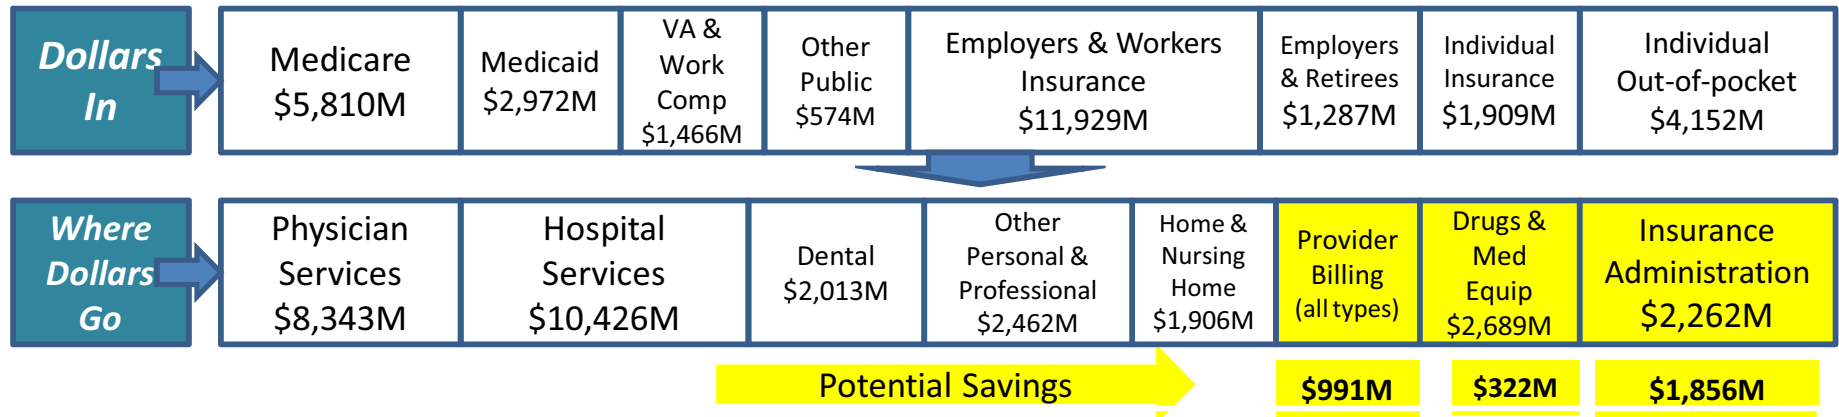 Dollars
In
Medicare
$5,810M
Medicaid
$2,972M
VA &
Work
Comp
$1,466M
Other
Public
$574M
Employers & Workers
Insurance
$11,929M
Employers
& Retirees
$1,287M
Individual
Insurance
$1,909M
Individual
Out-of-pocket
$4,152M
Where
Dollars
Go
Physician
Services
$8,343M
Hospital
Services
$10,426M
Dental
$2,013M
Other
Personal &
Professional
$2,462M
Home &
Nursing
Home
$1,906M
Provider
Billing
(all types)
Drugs &
Med
Equip
$2,689M
Insurance
Administration
$2,262M
Potential Savings
$991M
$322M
$1,856M